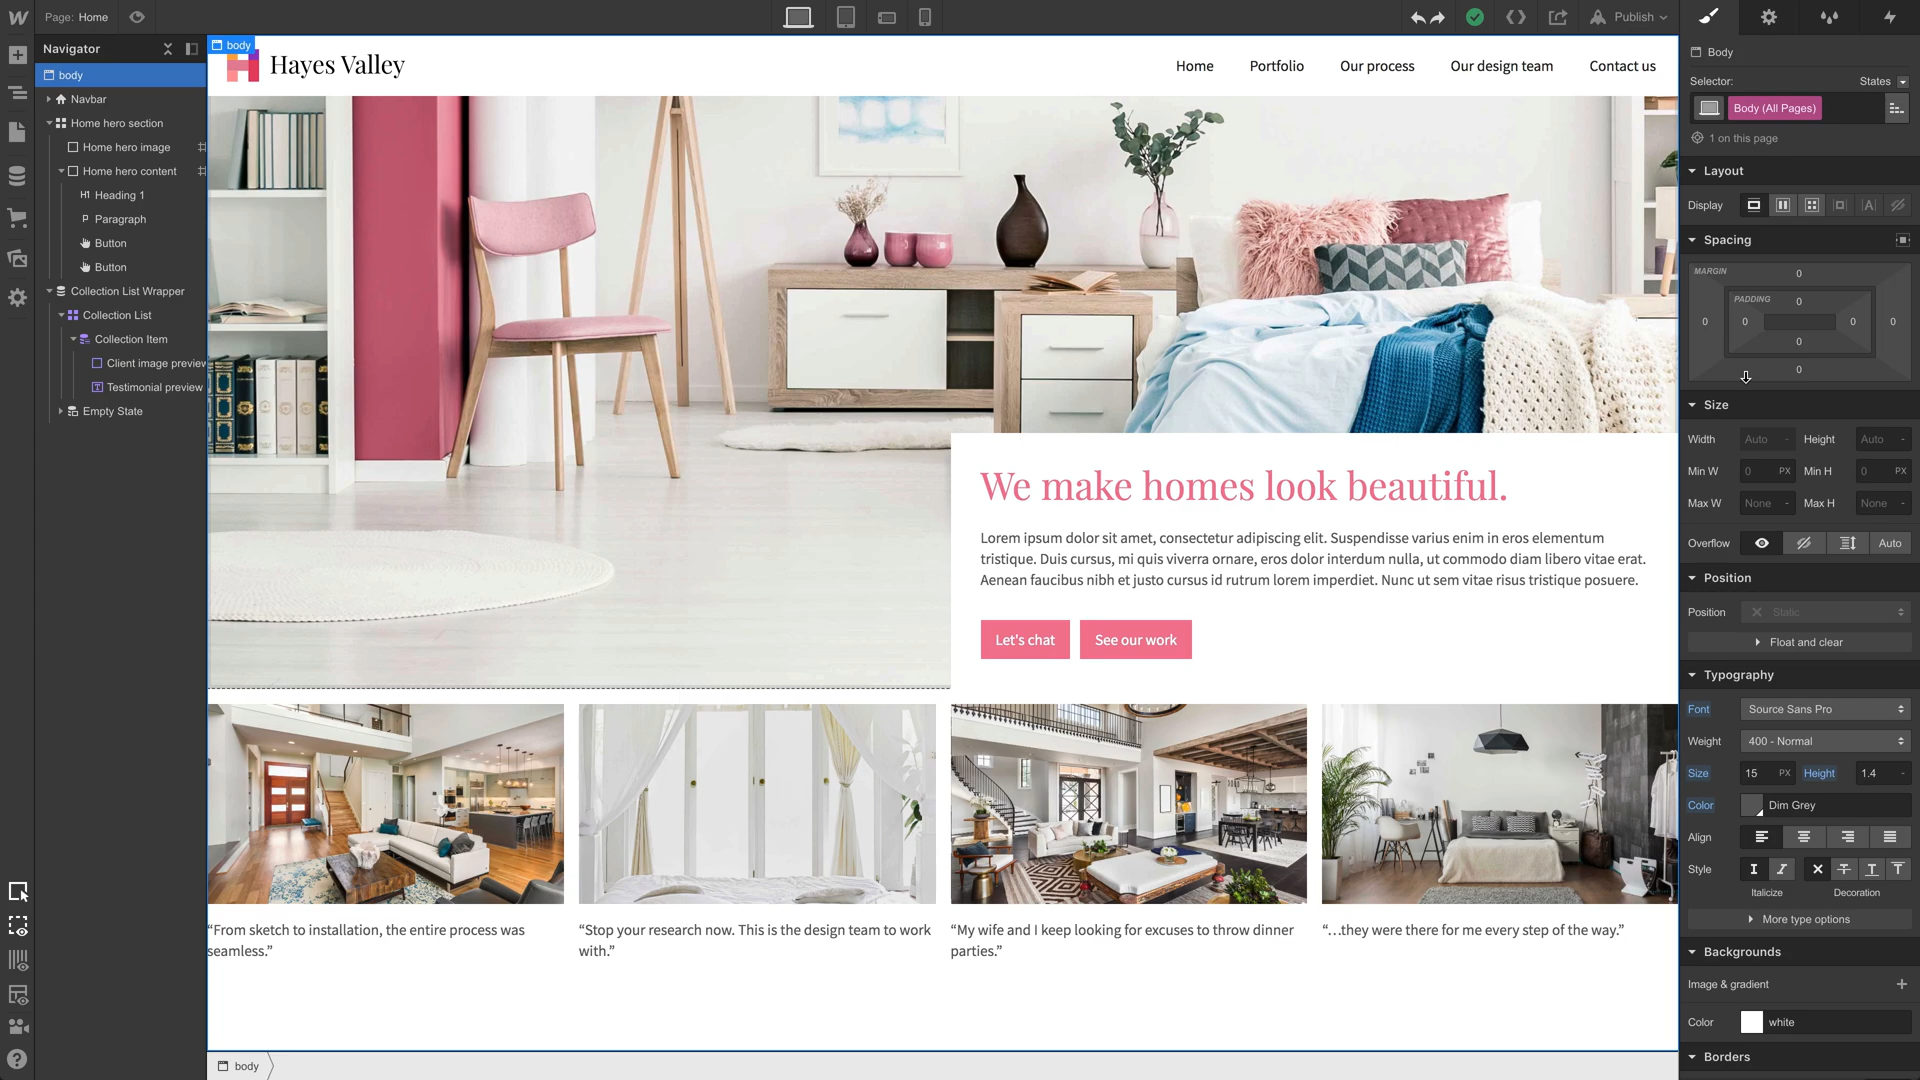 Page: Home
Publish
Navigator
body
Navbar
Home hero section
Home hero image
Home hero content
H1 Heading 1
P Paragraph
Button
Button
Collection List Wrapper
Collection List
Collection Item
Client image preview
Testimonial preview
Empty State
body
Hayes Valley
Home
Portfolio
Our process
Our design team
Contact us
We make homes look beautiful.
Lorem ipsum dolor sit amet, consectetur adipiscing elit. Suspendisse varius enim in eros elementum
tristique. Duis cursus, mi quis viverra ornare, eros dolor interdum nulla, ut commodo diam libero vitae erat.
Aenean faucibus nibh et justo cursus id rutrum lorem imperdiet. Nunc ut sem vitae risus tristique posuere.
Let's chat
See our work
“From sketch to installation, the entire process was
seamless.”
“Stop your research now. This is the design team to work
with.”
“My wife and I keep looking for excuses to throw dinner
parties.”
“…they were there for me every step of the way.”
body
Body
Selector:
States
Body (All Pages)
1 on this page
Layout
Display
Spacing
MARGIN
0
PADDING
0
0
0
0
0
0
0
Size
Width Auto - Height Auto -
Min W 0 PX Min H 0 PX
Max W None - Max H None -
Overflow Auto
Position
Position Static
Float and clear
Typography
Font Source Sans Pro
Weight 400 - Normal
Size 15 PX Height 1.4 -
Color Dim Grey
Align
Style
Italicize Decoration
More type options
Backgrounds
Image & gradient
Color white
Borders